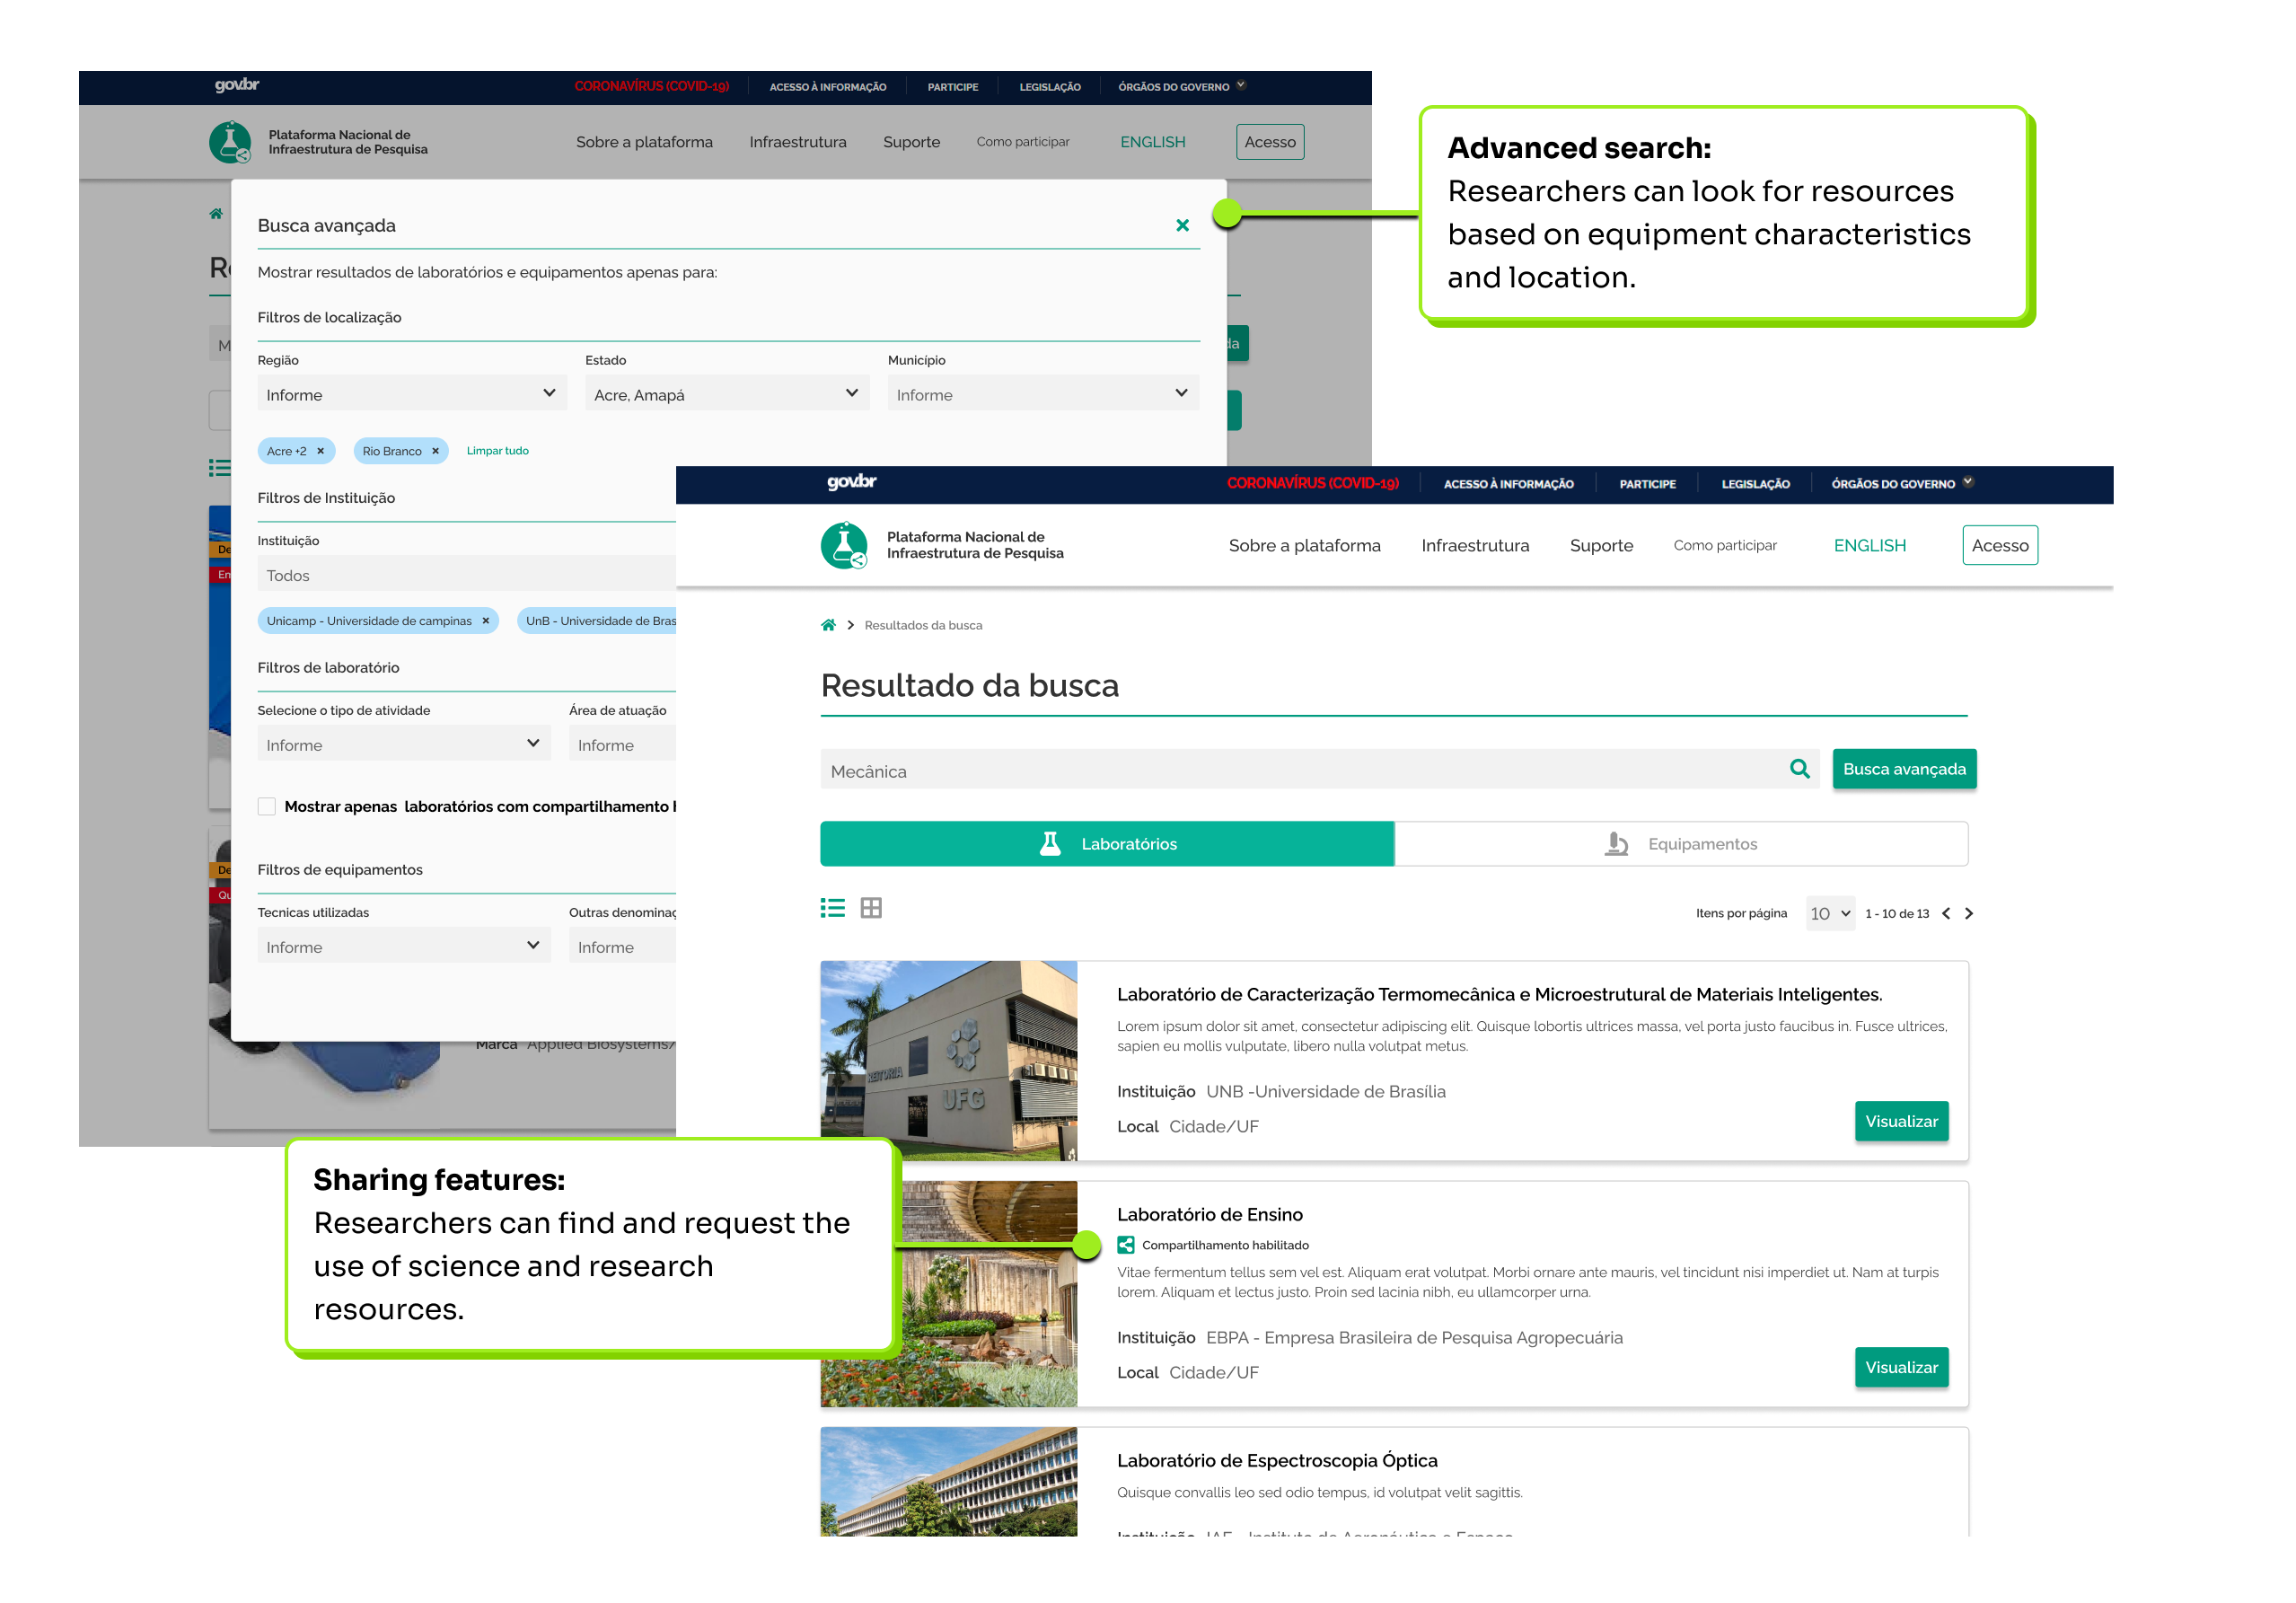 gov.br
CORONAVÍRUS (COVID-19)
ACESSO À INFORMAÇÃO
PARTICIPE
LEGISLAÇÃO
ÓRGÃOS DO GOVERNO
Plataforma Nacional de
Infraestrutura de Pesquisa
Sobre a plataforma
Infraestrutura
Suporte
Como participar
ENGLISH
Acesso
Busca avançada
Mostrar resultados de laboratórios e equipamentos apenas para:
Filtros de localização
Região
Estado
Município
Informe
Acre, Amapá
Informe
Acre +2
Rio Branco
Limpar tudo
Filtros de Instituição
Instituição
Todos
Unicamp - Universidade de campinas
UnB - Universidade de Bras
Filtros de laboratório
Selecione o tipo de atividade
Área de atuação
Informe
Informe
Mostrar apenas laboratórios com compartilhamento
Filtros de equipamentos
Tecnicas utilizadas
Outras denominaç
Informe
Informe
Marca Applied Biosystems/
Advanced search:
Researchers can look for resources
based on equipment characteristics
and location.
gov.br
CORONAVÍRUS (COVID-19)
ACESSO À INFORMAÇÃO
PARTICIPE
LEGISLAÇÃO
ÓRGÃOS DO GOVERNO
Plataforma Nacional de
Infraestrutura de Pesquisa
Sobre a plataforma
Infraestrutura
Suporte
Como participar
ENGLISH
Acesso
Resultados da busca
Resultado da busca
Mecânica
Busca avançada
Laboratórios
Equipamentos
Itens por página
10
1 - 10 de 13
REITORIA
UFG
Laboratório de Caracterização Termomecânica e Microestrutural de Materiais Inteligentes.
Lorem ipsum dolor sit amet, consectetur adipiscing elit. Quisque lobortis ultrices massa, vel porta justo faucibus in. Fusce ultrices,
sapien eu mollis vulputate, libero nulla volutpat metus.
Instituição UNB -Universidade de Brasília
Local Cidade/UF
Visualizar
Sharing features:
Researchers can find and request the
use of science and research
resources.
Laboratório de Ensino
Compartilhamento habilitado
Vitae fermentum tellus sem vel est. Aliquam erat volutpat. Morbi ornare ante mauris, vel tincidunt nisi imperdiet ut. Nam at turpis
lorem. Aliquam et lectus justo. Proin sed lacinia nibh, eu ullamcorper urna.
Instituição EBPA - Empresa Brasileira de Pesquisa Agropecuária
Local Cidade/UF
Visualizar
Laboratório de Espectroscopia Óptica
Quisque convallis leo sed odio tempus, id volutpat velit sagittis.
Instituição IAE - Instituto de Aeronáutica e Espaço